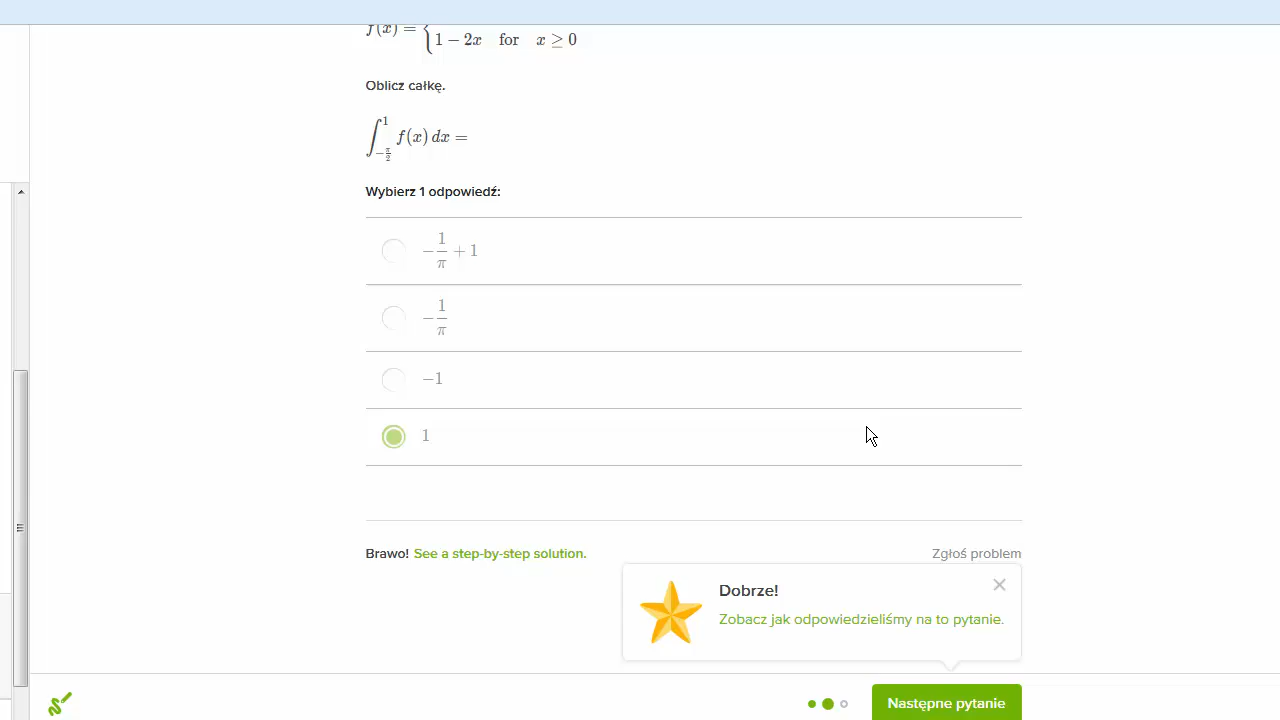 f(x) = { 1 − 2x for x ≥ 0
Oblicz całkę.
∫_{-π/2}^{1} f(x) dx =
Wybierz 1 odpowiedź:
−1/π + 1
−1/π
−1
1
Brawo! See a step-by-step solution.
Zgłoś problem
Dobrze!
Zobacz jak odpowiedzieliśmy na to pytanie.
Następne pytanie